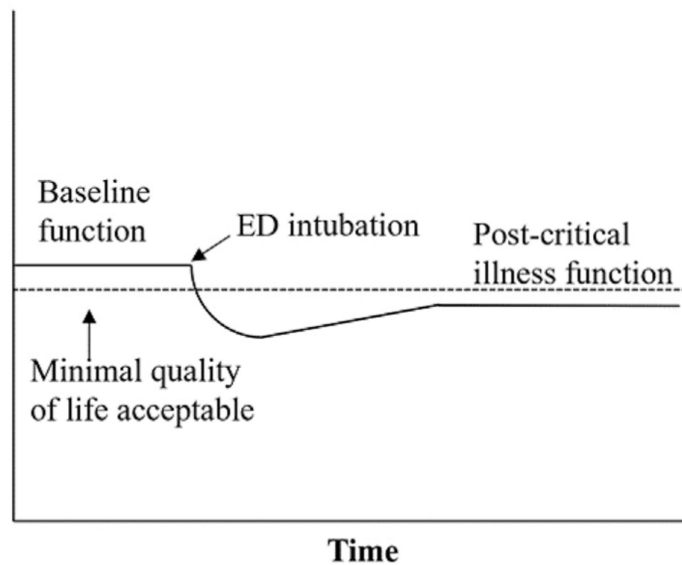 Baseline
function
ED intubation
Post-critical
illness function
Minimal quality
of life acceptable
Time